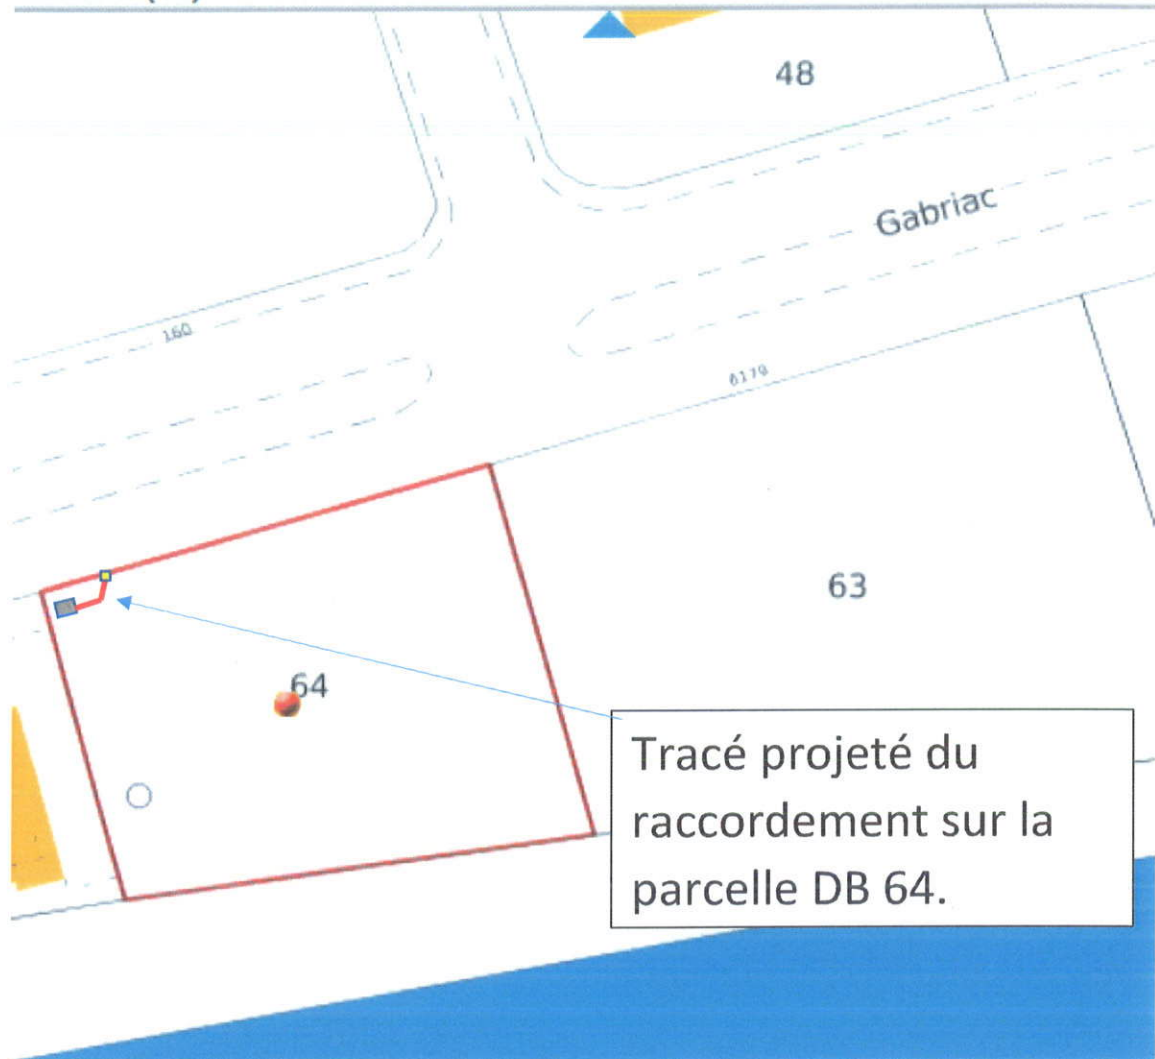 48
Gabriac
160
6179
63
64
Tracé projeté du
raccordement sur la
parcelle DB 64.